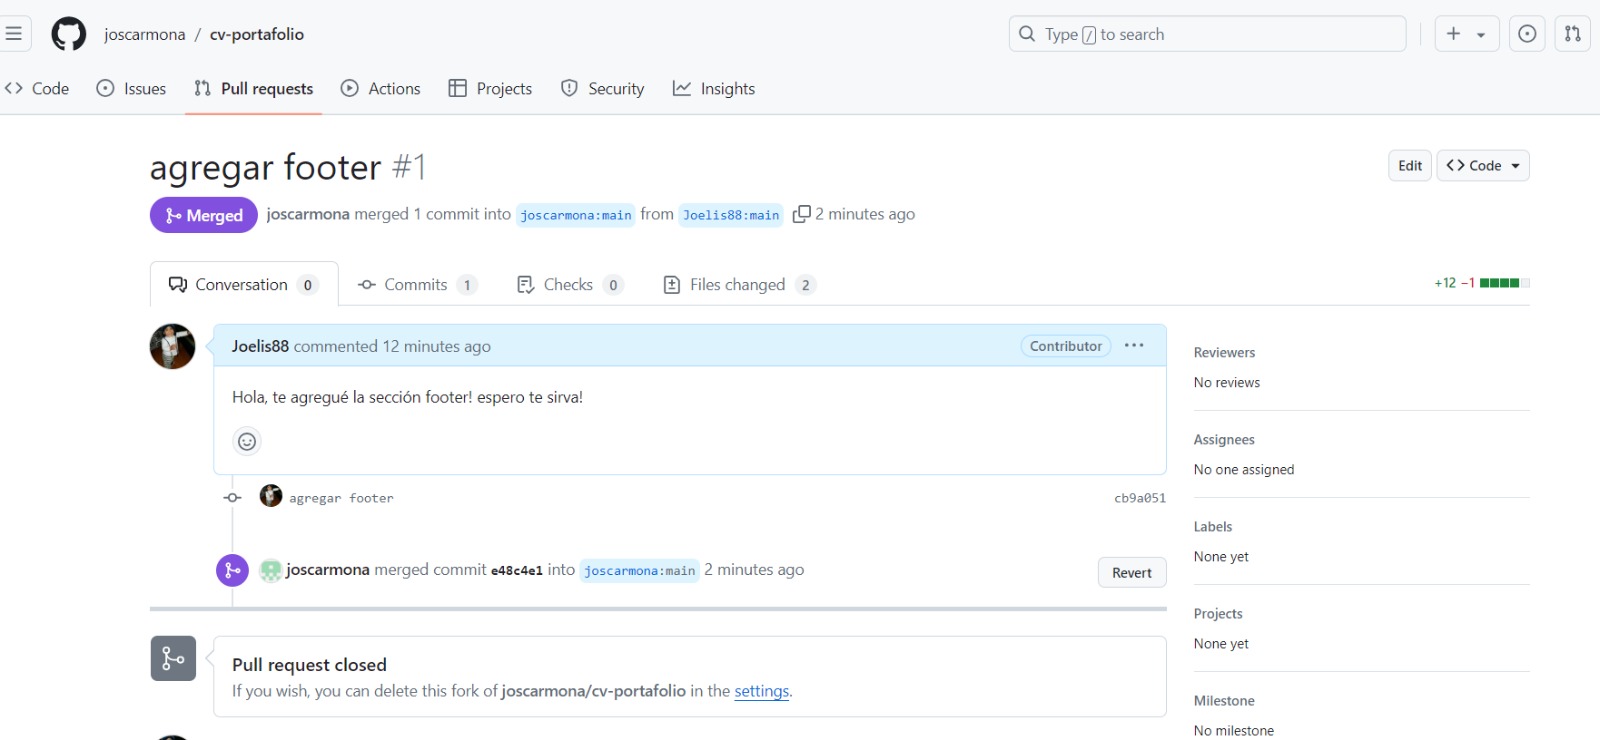 joscarmona / cv-portafolio
Type / to search
Code
Issues
Pull requests
Actions
Projects
Security
Insights
agregar footer #1
Edit
Code
Merged joscarmona merged 1 commit into joscarmona:main from Joelis88:main 2 minutes ago
Conversation 0
Commits 1
Checks 0
Files changed 2
+12 −1
Joelis88 commented 12 minutes ago
Contributor
Hola, te agregué la sección footer! espero te sirva!
agregar footer
cb9a051
joscarmona merged commit e48c4e1 into joscarmona:main 2 minutes ago
Revert
Pull request closed
If you wish, you can delete this fork of joscarmona/cv-portafolio in the settings.
Reviewers
No reviews
Assignees
No one assigned
Labels
None yet
Projects
None yet
Milestone
No milestone